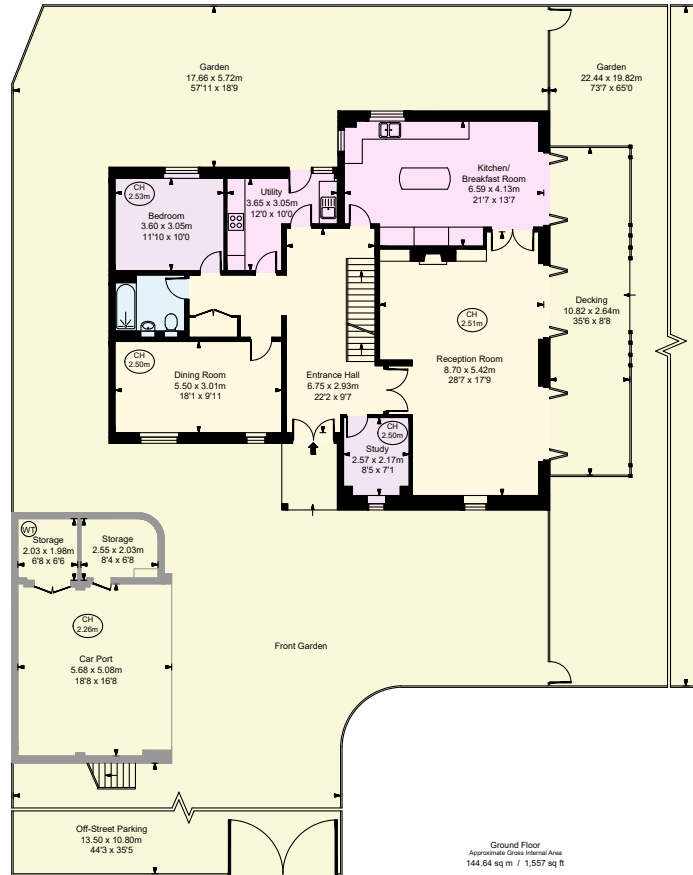 Garden
17.66 x 5.72m
57'11 x 18'9
Garden
22.44 x 19.82m
73'7 x 65'0
Kitchen/
Breakfast Room
6.59 x 4.13m
21'7 x 13'7
CH
2.53m
Bedroom
3.60 x 3.05m
11'10 x 10'0
Utility
3.65 x 3.05m
12'0 x 10'0
Decking
10.82 x 2.64m
35'6 x 8'8
CH
2.51m
Reception Room
8.70 x 5.42m
28'7 x 17'9
CH
2.50m
Dining Room
5.50 x 3.01m
18'1 x 9'11
Entrance Hall
6.75 x 2.93m
22'2 x 9'7
CH
2.50m
Study
2.57 x 2.17m
8'5 x 7'1
WT
Storage
2.03 x 1.98m
6'8 x 6'6
Storage
2.55 x 2.03m
8'4 x 6'8
CH
2.26m
Car Port
5.68 x 5.08m
18'8 x 16'8
Front Garden
Off-Street Parking
13.50 x 10.80m
44'3 x 35'5
Ground Floor
Approximate Gross Internal Area
144.64 sq m / 1,557 sq ft